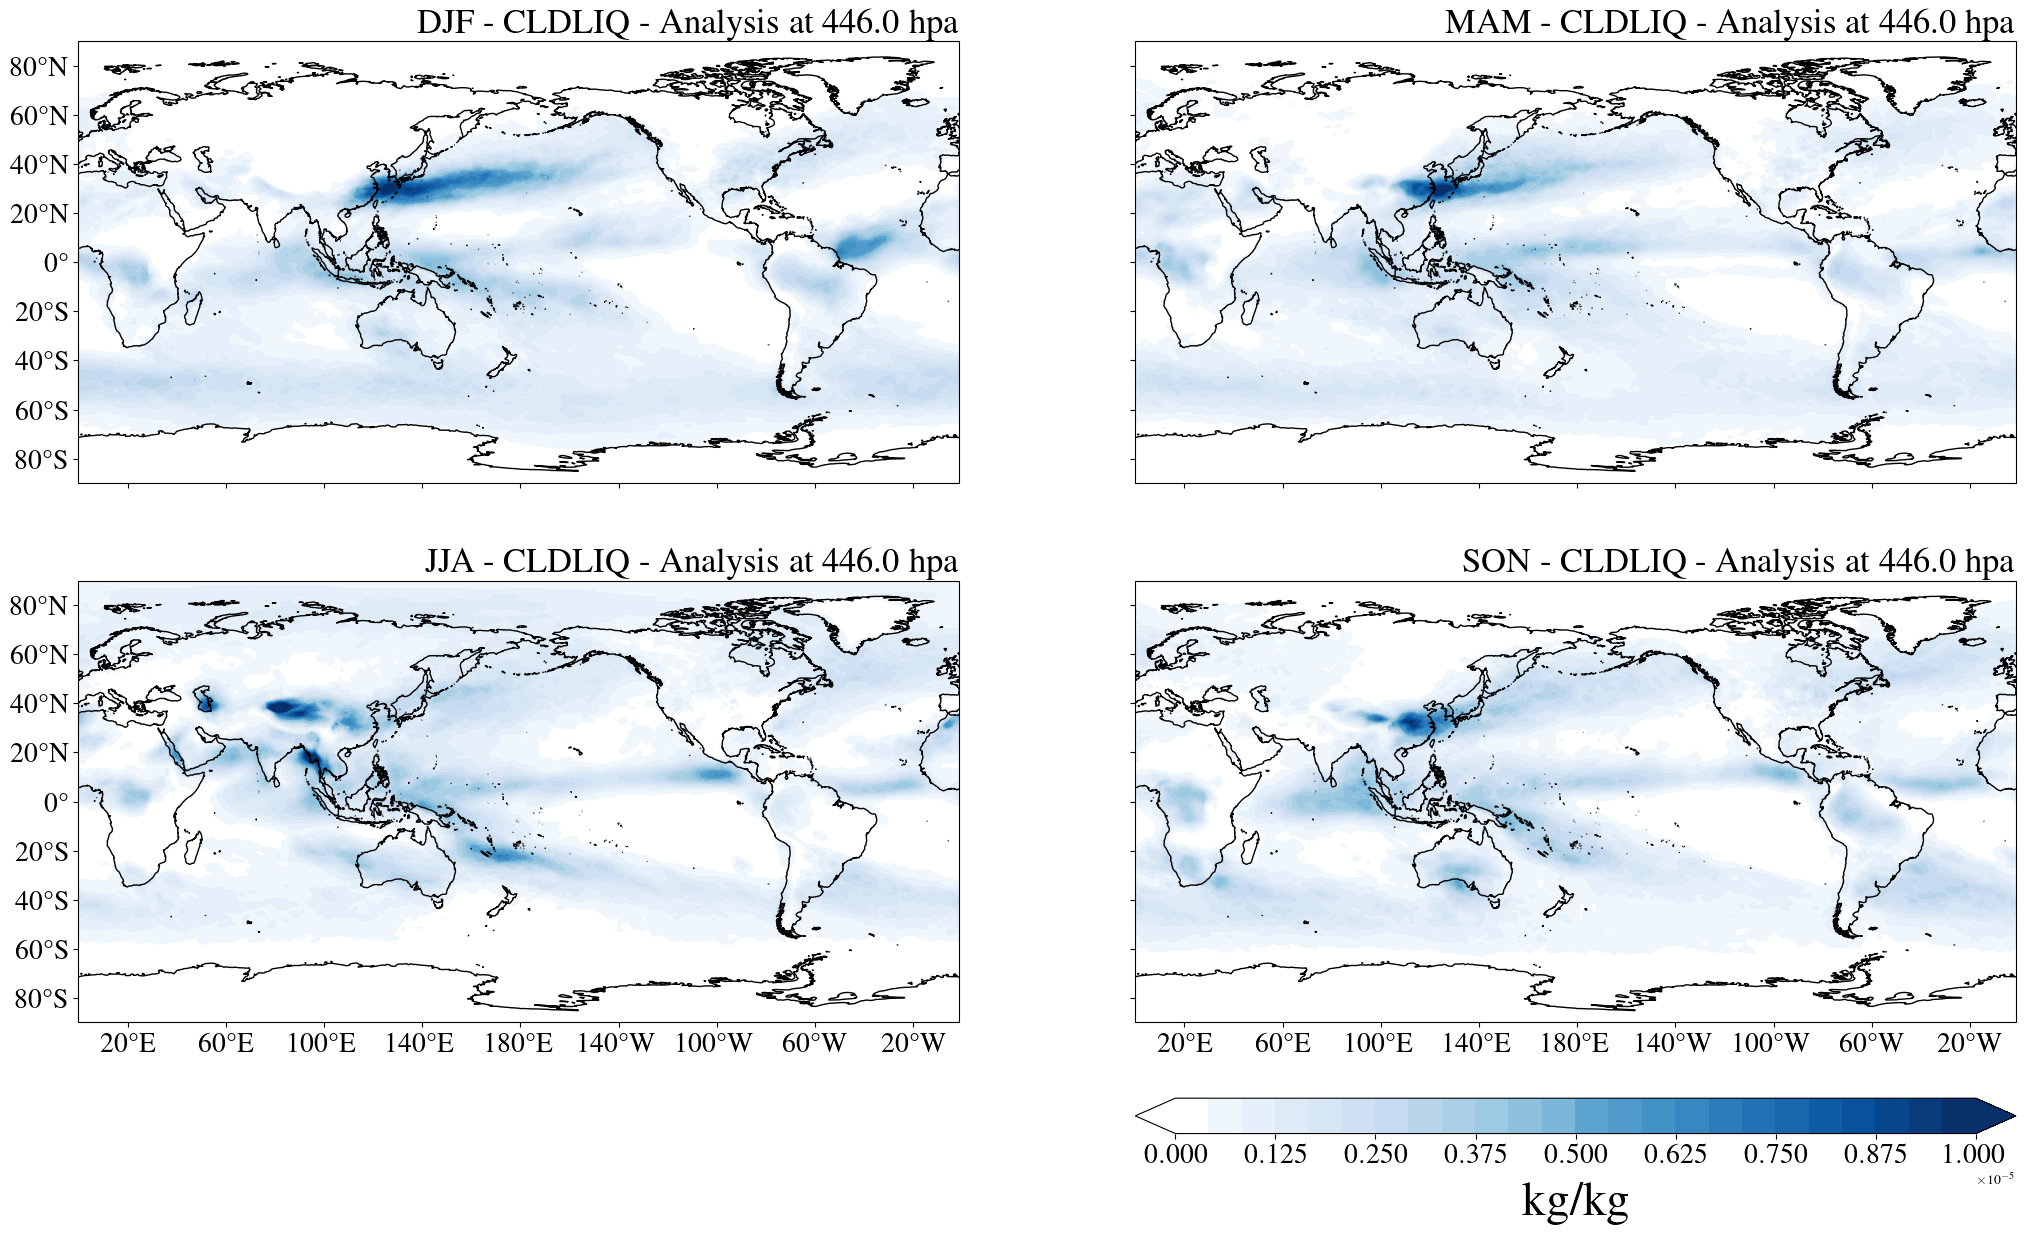 DJF - CLDLIQ - Analysis at 446.0 hpa
MAM - CLDLIQ - Analysis at 446.0 hpa
80°N
60°N
40°N
20°N
0°
20°S
40°S
60°S
80°S
JJA - CLDLIQ - Analysis at 446.0 hpa
SON - CLDLIQ - Analysis at 446.0 hpa
80°N
60°N
40°N
20°N
0°
20°S
40°S
60°S
80°S
20°E 60°E 100°E 140°E 180°E 140°W 100°W 60°W 20°W
20°E 60°E 100°E 140°E 180°E 140°W 100°W 60°W 20°W
0.000 0.125 0.250 0.375 0.500 0.625 0.750 0.875 1.000
×10⁻⁵
kg/kg